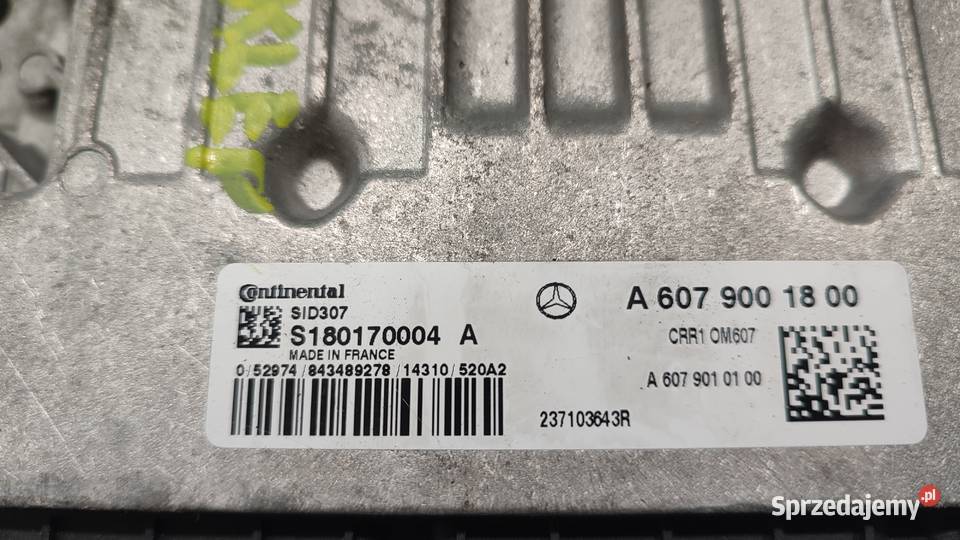 Continental
SID307
S180170004 A
MADE IN FRANCE
0/52974/843489278/14310/520A2
A 607 900 18 00
CRR1 OM607
A 607 901 01 00
237103643R
Sprzedajemy.pl